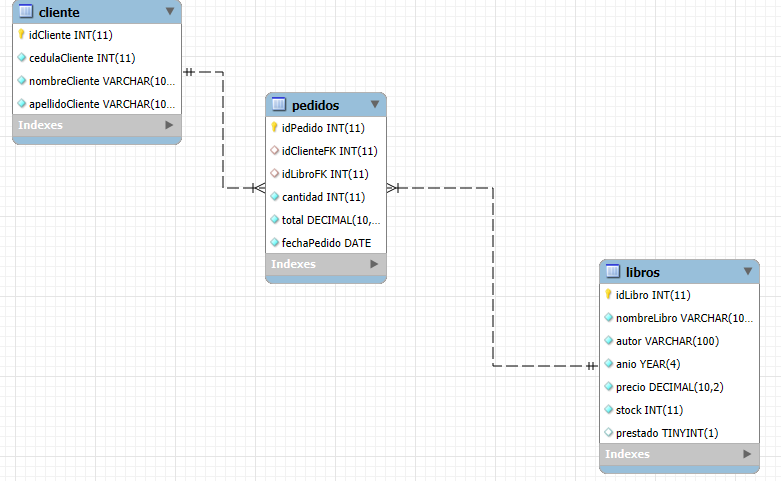 cliente
idCliente INT(11)
cedulaCliente INT(11)
nombreCliente VARCHAR(10...
apellidoCliente VARCHAR(10...
Indexes
pedidos
idPedido INT(11)
idClienteFK INT(11)
idLibroFK INT(11)
cantidad INT(11)
total DECIMAL(10,...
fechaPedido DATE
Indexes
libros
idLibro INT(11)
nombreLibro VARCHAR(10...
autor VARCHAR(100)
anio YEAR(4)
precio DECIMAL(10,2)
stock INT(11)
prestado TINYINT(1)
Indexes